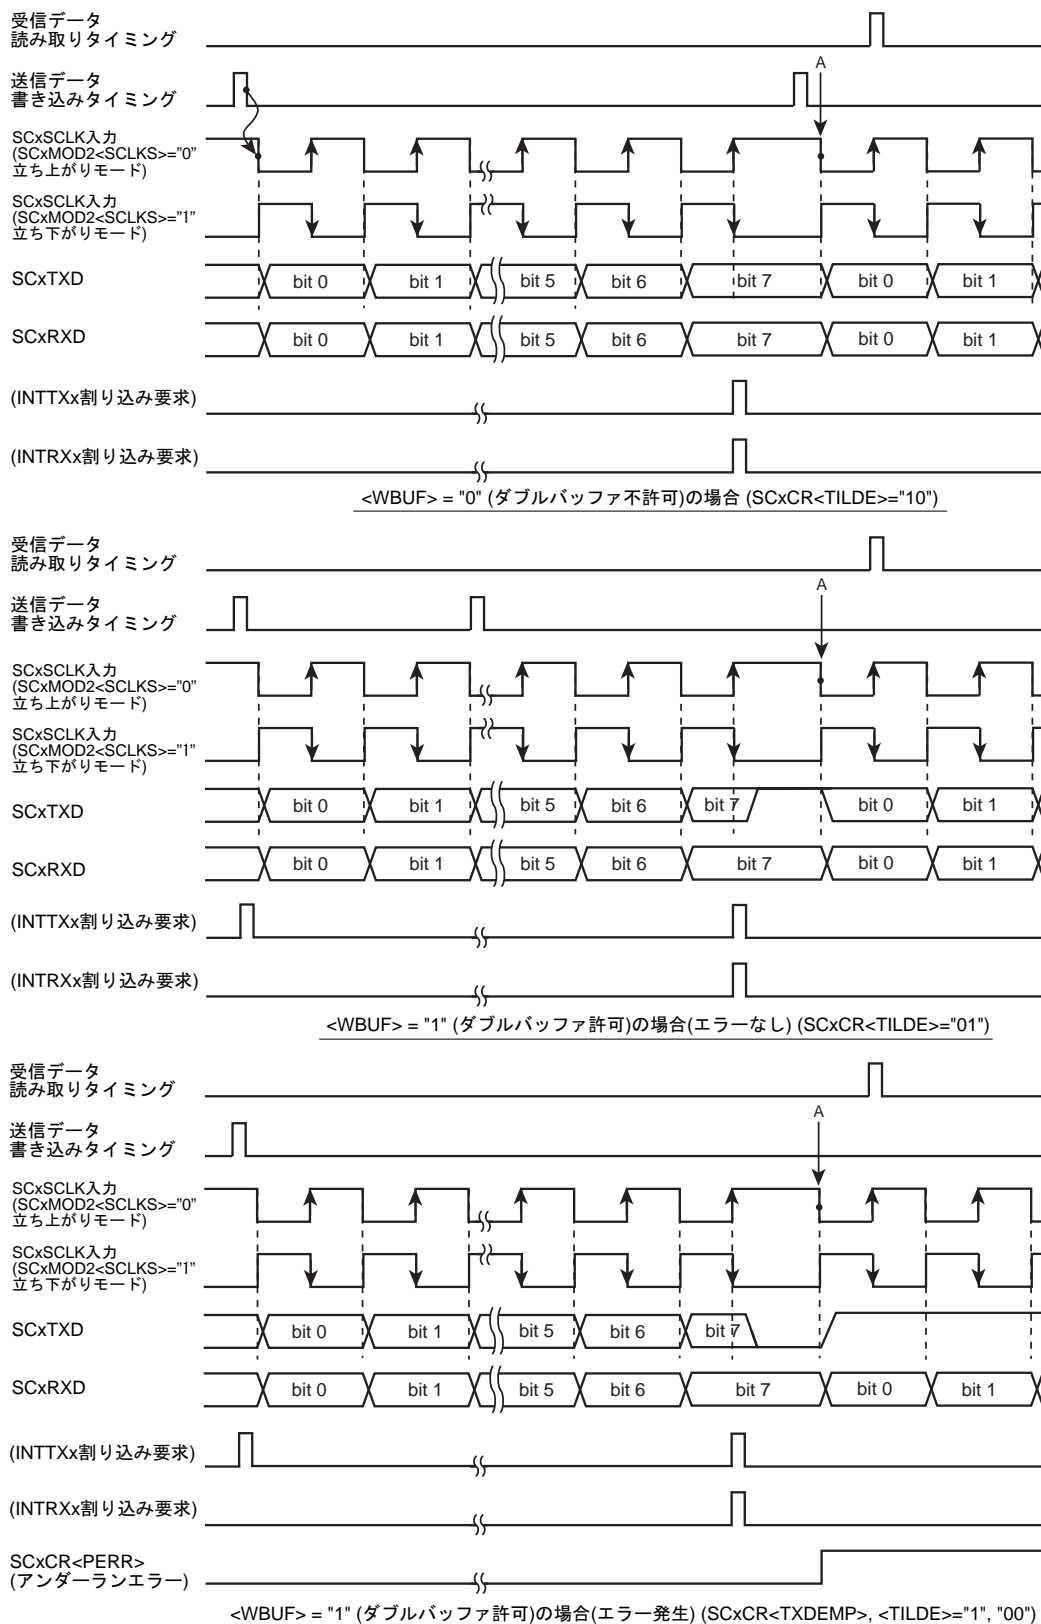 受信データ
読み取りタイミング
送信データ
書き込みタイミング
A
SCxSCLK入力
(SCxMOD2<SCLKS>="0"
立ち上がりモード)
SCxSCLK入力
(SCxMOD2<SCLKS>="1"
立ち下がりモード)
SCxTXD
bit 0 bit 1 bit 5 bit 6 bit 7 bit 0 bit 1
SCxRXD
bit 0 bit 1 bit 5 bit 6 bit 7 bit 0 bit 1
(INTTXx割り込み要求)
(INTRXx割り込み要求)
<WBUF> = "0" (ダブルバッファ不許可)の場合 (SCxCR<TILDE>="10")
受信データ
読み取りタイミング
送信データ
書き込みタイミング
A
SCxSCLK入力
(SCxMOD2<SCLKS>="0"
立ち上がりモード)
SCxSCLK入力
(SCxMOD2<SCLKS>="1"
立ち下がりモード)
SCxTXD
bit 0 bit 1 bit 5 bit 6 bit 7 bit 0 bit 1
SCxRXD
bit 0 bit 1 bit 5 bit 6 bit 7 bit 0 bit 1
(INTTXx割り込み要求)
(INTRXx割り込み要求)
<WBUF> = "1" (ダブルバッファ許可)の場合(エラーなし) (SCxCR<TILDE>="01")
受信データ
読み取りタイミング
送信データ
書き込みタイミング
A
SCxSCLK入力
(SCxMOD2<SCLKS>="0"
立ち上がりモード)
SCxSCLK入力
(SCxMOD2<SCLKS>="1"
立ち下がりモード)
SCxTXD
bit 0 bit 1 bit 5 bit 6 bit 7
SCxRXD
bit 0 bit 1 bit 5 bit 6 bit 7 bit 0 bit 1
(INTTXx割り込み要求)
(INTRXx割り込み要求)
SCxCR<PERR>
(アンダーランエラー)
<WBUF> = "1" (ダブルバッファ許可)の場合(エラー発生) (SCxCR<TXDEMP>, <TILDE>="1", "00")